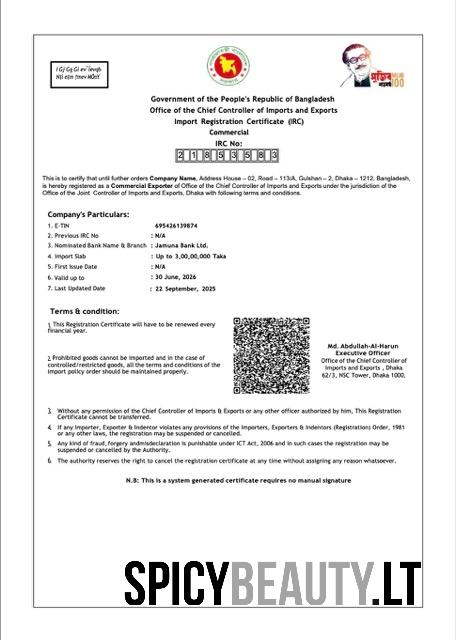 Government of the People's Republic of Bangladesh
Office of the Chief Controller of Imports and Exports
Import Registration Certificate (IRC)
Commercial
IRC No:
2 1 8 5 3 5 8 3
This is to certify that until further orders Company Name, Address House – 02, Road – 113/A, Gulshan – 2, Dhaka – 1212, Bangladesh,
is hereby registered as a Commercial Exporter of Office of the Chief Controller of Imports and Exports under the jurisdiction of the
Office of the Joint Controller of Imports and Exports, Dhaka with following terms and conditions.
Company's Particulars:
1. E-TIN 695426139874
2. Previous IRC No : N/A
3. Nominated Bank Name & Branch : Jamuna Bank Ltd.
4. Import Slab : Up to 3,00,00,000 Taka
5. First Issue Date : N/A
6. Valid up to : 30 June, 2026
7. Last Updated Date : 22 September, 2025
Terms & condition:
1. This Registration Certificate will have to be renewed every
financial year.
2. Prohibited goods cannot be imported and in the case of
controlled/restricted goods, all the terms and conditions of the
import policy order should be maintained properly.
Md. Abdullah-Al-Harun
Executive Officer
Office of the Chief Controller of
Imports and Exports , Dhaka
62/3, NSC Tower, Dhaka 1000.
3. Without any permission of the Chief Controller of Imports & Exports or any other officer authorized by him, This Registration
Certificate cannot be transferred.
4. If any Importer, Exporter & Indentor violates any provisions of the Importers, Exporters & Indentors (Registration) Order, 1981
or any other laws, the registration may be suspended or cancelled.
5. Any kind of fraud, forgery andmisdeclaration is punishable under ICT Act, 2006 and in such cases the registration may be
suspended or cancelled by the Authority.
6. The authority reserves the right to cancel the registration certificate at any time without assigning any reason whatsoever.
N.B: This is a system generated certificate requires no manual signature
SPICYBEAUTY.LT